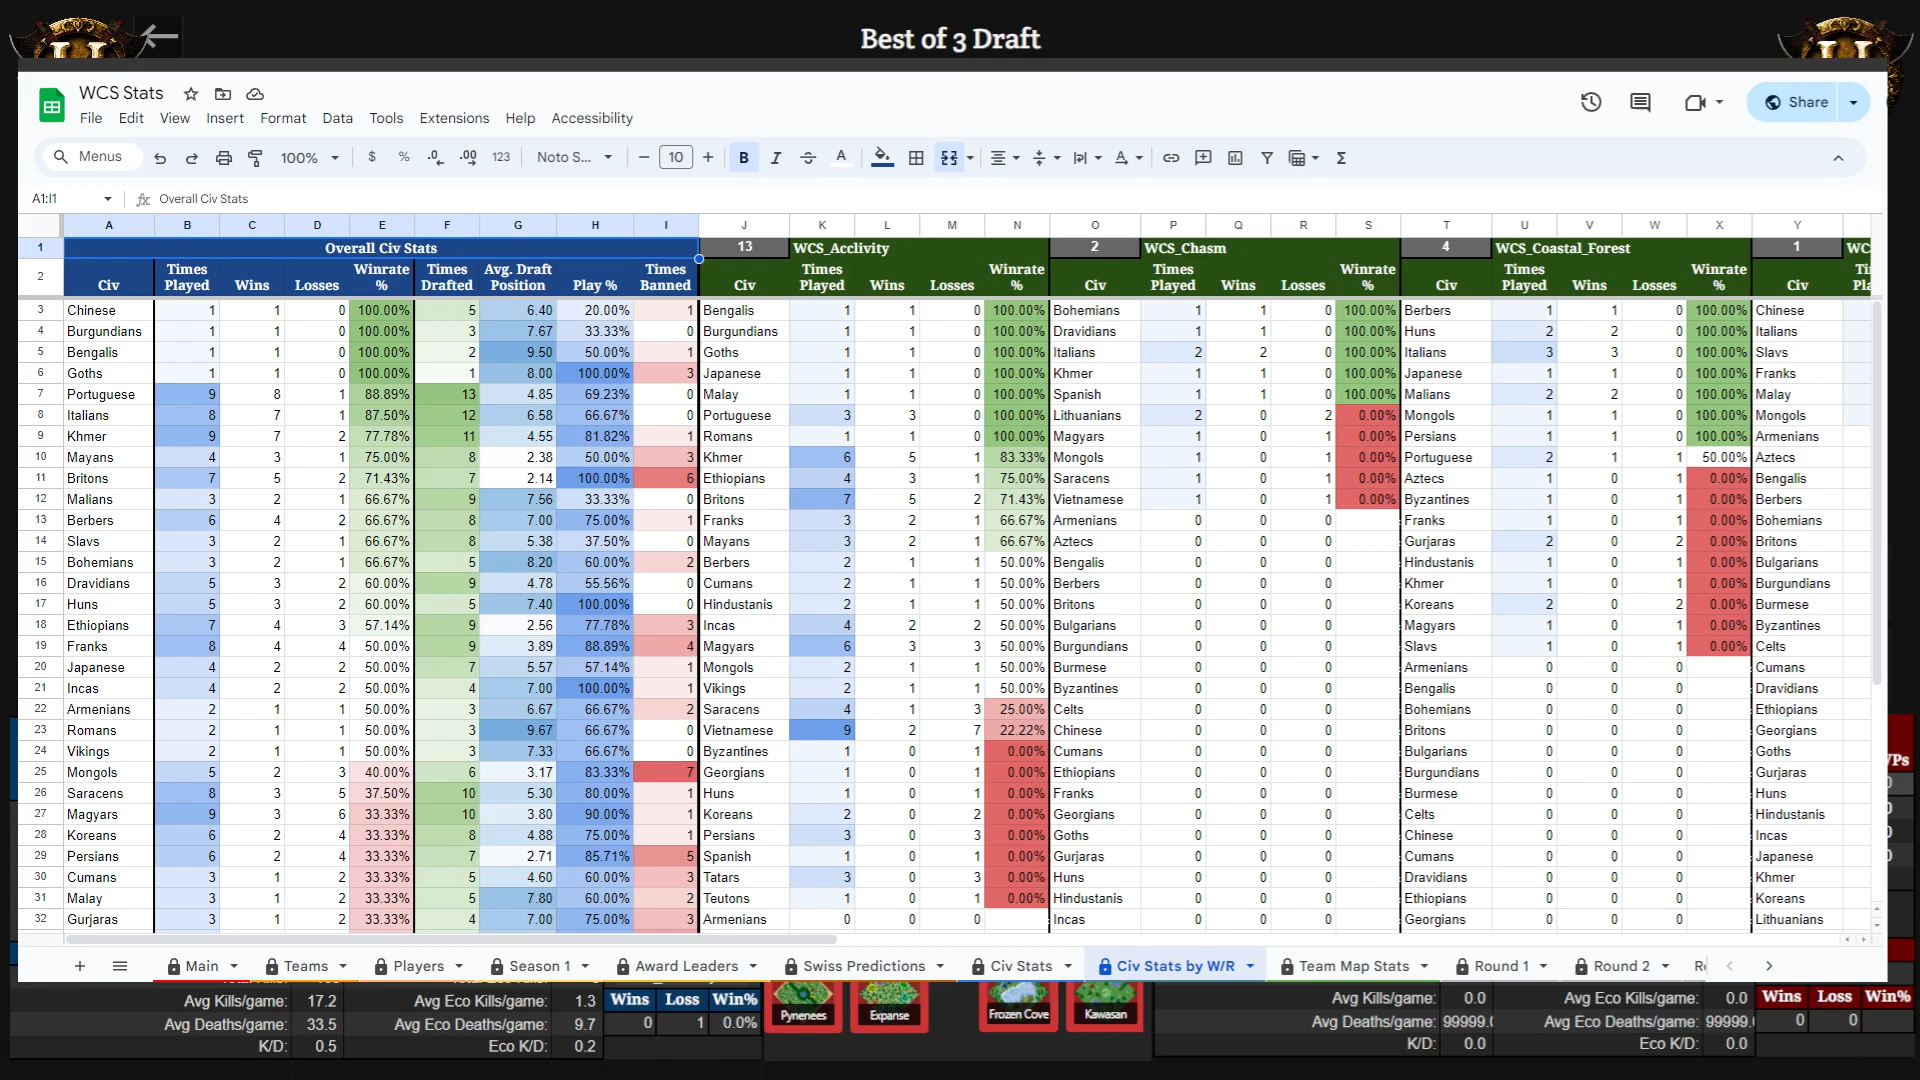 Best of 3 Draft
WCS Stats
File Edit View Insert Format Data Tools Extensions Help Accessibility
Share
Menus 100% $ % .0 .00 123 Noto S... 10 B I A
A1:I1 fx Overall Civ Stats
A B C D E F G H I J K L M N O P Q R S T U V W X Y
1 Overall Civ Stats 13 WCS_Acclivity 2 WCS_Chasm 4 WCS_Coastal_Forest 1
2 Civ Times Played Wins Losses Winrate % Times Drafted Avg. Draft Position Play % Times Banned Civ Times Played Wins Losses Winrate % Civ Times Played Wins Losses Winrate % Civ Times Played Wins Losses Winrate % Civ
3 Chinese 1 1 0 100.00% 5 6.40 20.00% 1 Bengalis 1 1 0 100.00% Bohemians 1 1 0 100.00% Berbers 1 1 0 100.00% Chinese
4 Burgundians 1 1 0 100.00% 3 7.67 33.33% 0 Burgundians 1 1 0 100.00% Dravidians 1 1 0 100.00% Huns 2 2 0 100.00% Italians
5 Bengalis 1 1 0 100.00% 2 9.50 50.00% 1 Goths 1 1 0 100.00% Italians 2 2 0 100.00% Italians 3 3 0 100.00% Slavs
6 Goths 1 1 0 100.00% 1 8.00 100.00% 3 Japanese 1 1 0 100.00% Khmer 1 1 0 100.00% Japanese 1 1 0 100.00% Franks
7 Portuguese 9 8 1 88.89% 13 4.85 69.23% 0 Malay 1 1 0 100.00% Spanish 1 1 0 100.00% Malians 2 2 0 100.00% Malay
8 Italians 8 7 1 87.50% 12 6.58 66.67% 0 Portuguese 3 3 0 100.00% Lithuanians 2 0 2 0.00% Mongols 1 1 0 100.00% Mongols
9 Khmer 9 7 2 77.78% 11 4.55 81.82% 1 Romans 1 1 0 100.00% Magyars 1 0 1 0.00% Persians 1 1 0 100.00% Armenians
10 Mayans 4 3 1 75.00% 8 2.38 50.00% 3 Khmer 6 5 1 83.33% Mongols 1 0 1 0.00% Portuguese 2 1 1 50.00% Aztecs
11 Britons 7 5 2 71.43% 7 2.14 100.00% 6 Ethiopians 4 3 1 75.00% Saracens 1 0 1 0.00% Aztecs 1 0 1 0.00% Bengalis
12 Malians 3 2 1 66.67% 9 7.56 33.33% 0 Britons 7 5 2 71.43% Vietnamese 1 0 1 0.00% Byzantines 1 0 1 0.00% Berbers
13 Berbers 6 4 2 66.67% 8 7.00 75.00% 1 Franks 3 2 1 66.67% Armenians 0 0 0 Franks 1 0 1 0.00% Bohemians
14 Slavs 3 2 1 66.67% 8 5.38 37.50% 0 Mayans 3 2 1 66.67% Aztecs 0 0 0 Gurjaras 2 0 2 0.00% Britons
15 Bohemians 3 2 1 66.67% 5 8.20 60.00% 2 Berbers 2 1 1 50.00% Bengalis 0 0 0 Hindustanis 1 0 1 0.00% Bulgarians
16 Dravidians 5 3 2 60.00% 9 4.78 55.56% 0 Cumans 2 1 1 50.00% Berbers 0 0 0 Khmer 1 0 1 0.00% Burgundians
17 Huns 5 3 2 60.00% 5 7.40 100.00% 0 Hindustanis 2 1 1 50.00% Britons 0 0 0 Koreans 2 0 2 0.00% Burmese
18 Ethiopians 7 4 3 57.14% 9 2.56 77.78% 3 Incas 4 2 2 50.00% Bulgarians 0 0 0 Magyars 1 0 1 0.00% Byzantines
19 Franks 8 4 4 50.00% 9 3.89 88.89% 4 Magyars 6 3 3 50.00% Burgundians 0 0 0 Slavs 1 0 1 0.00% Celts
20 Japanese 4 2 2 50.00% 7 5.57 57.14% 1 Mongols 2 1 1 50.00% Burmese 0 0 0 Armenians 0 0 0 Cumans
21 Incas 4 2 2 50.00% 4 7.00 100.00% 1 Vikings 2 1 1 50.00% Byzantines 0 0 0 Bengalis 0 0 0 Dravidians
22 Armenians 2 1 1 50.00% 3 6.67 66.67% 2 Saracens 4 1 3 25.00% Celts 0 0 0 Bohemians 0 0 0 Ethiopians
23 Romans 2 1 1 50.00% 3 9.67 66.67% 0 Vietnamese 9 2 7 22.22% Chinese 0 0 0 Britons 0 0 0 Georgians
24 Vikings 2 1 1 50.00% 3 7.33 66.67% 0 Byzantines 1 0 1 0.00% Cumans 0 0 0 Bulgarians 0 0 0 Goths
25 Mongols 5 2 3 40.00% 6 3.17 83.33% 7 Georgians 1 0 1 0.00% Ethiopians 0 0 0 Burgundians 0 0 0 Gurjaras
26 Saracens 8 3 5 37.50% 10 5.30 80.00% 1 Huns 1 0 1 0.00% Franks 0 0 0 Burmese 0 0 0 Huns
27 Magyars 9 3 6 33.33% 10 3.80 90.00% 1 Koreans 2 0 2 0.00% Georgians 0 0 0 Celts 0 0 0 Hindustanis
28 Koreans 6 2 4 33.33% 8 4.88 75.00% 1 Persians 3 0 3 0.00% Goths 0 0 0 Chinese 0 0 0 Incas
29 Persians 6 2 4 33.33% 7 2.71 85.71% 5 Spanish 1 0 1 0.00% Gurjaras 0 0 0 Cumans 0 0 0 Japanese
30 Cumans 3 1 2 33.33% 5 4.60 60.00% 3 Tatars 3 0 3 0.00% Huns 0 0 0 Dravidians 0 0 0 Khmer
31 Malay 3 1 2 33.33% 5 7.80 60.00% 2 Teutons 1 0 1 0.00% Hindustanis 0 0 0 Ethiopians 0 0 0 Koreans
32 Gurjaras 3 1 2 33.33% 4 7.00 75.00% 3 Armenians 0 0 0 Incas 0 0 0 Georgians 0 0 0 Lithuanians
Main Teams Players Season 1 Award Leaders Swiss Predictions Civ Stats Civ Stats by W/R Team Map Stats Round 1 Round 2
Avg Kills/game: 17.2 Avg Eco Kills/game: 1.3 Wins Loss Win% Pynenees Expanse Frozen Cove Kawasan Avg Kills/game: 0.0 Avg Eco Kills/game: 0.0 Wins Loss Win%
Avg Deaths/game: 33.5 Avg Eco Deaths/game: 9.7 0 1 0.0% Avg Deaths/game: 99999. Avg Eco Deaths/game: 99999. 0 0
K/D: 0.5 Eco K/D: 0.2 K/D: 0.0 Eco K/D: 0.0